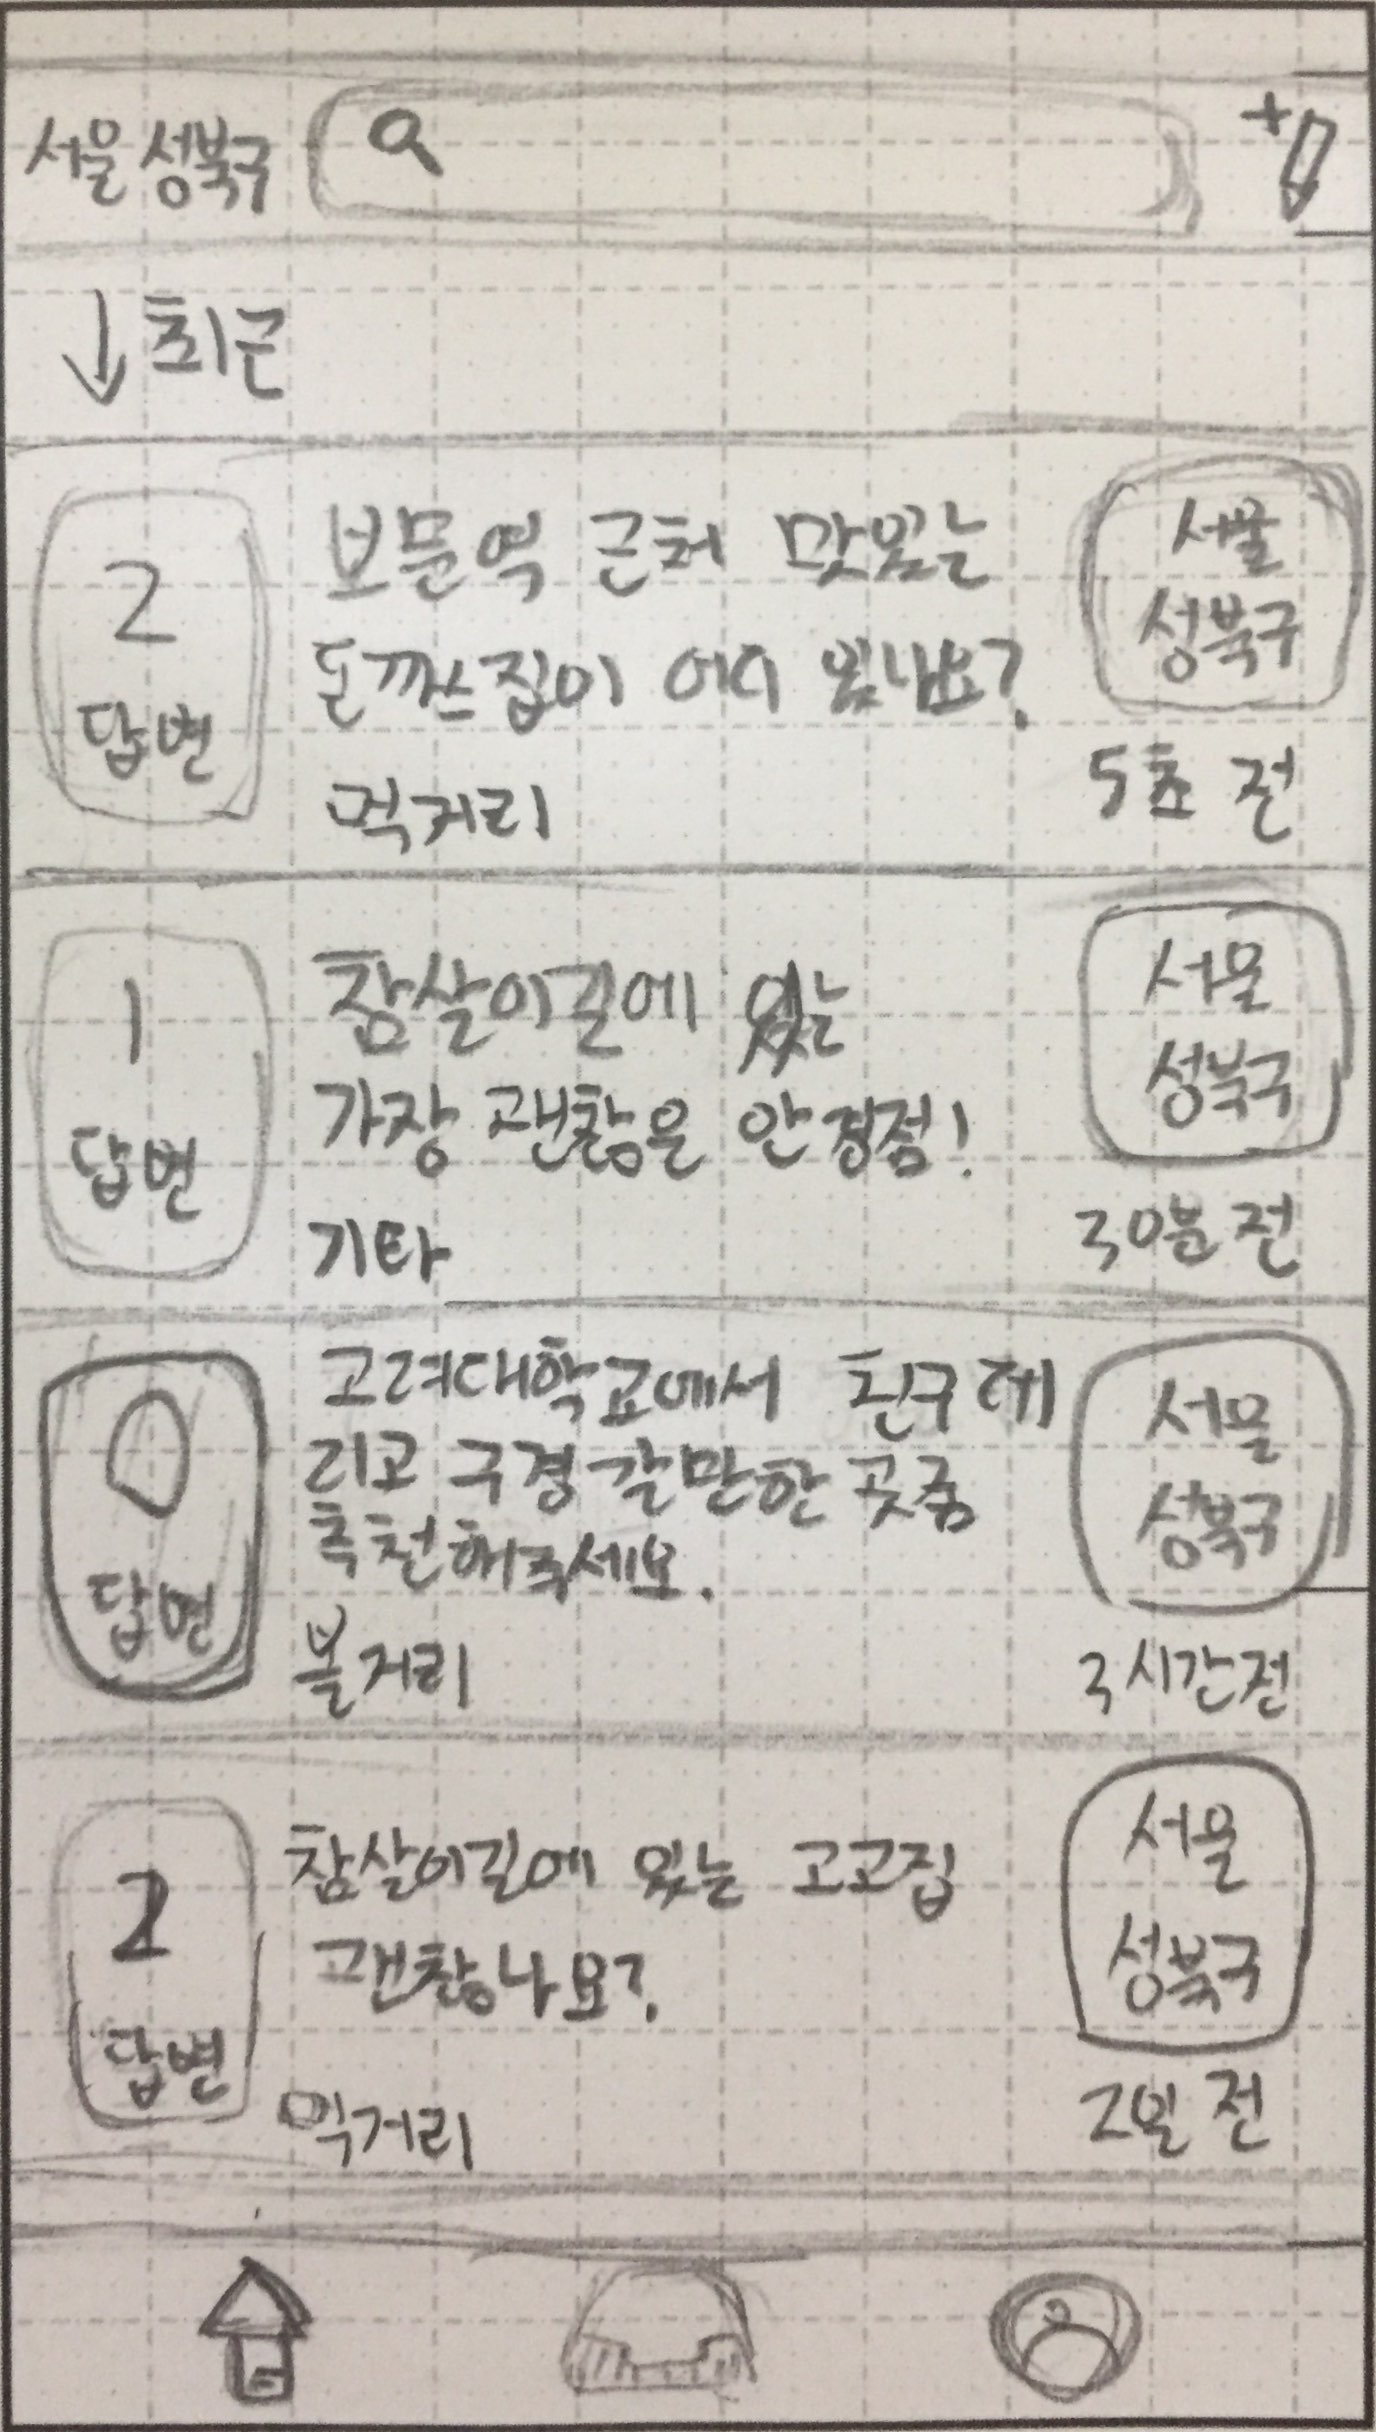 서울 성북구
↓ 최근
2
답변
보문역 근처 맛있는
돈까스집이 어디 있나요?
먹거리
서울
성북구
5초 전
1
답변
참살이길에 있는
가장 괜찮은 안경점!
기타
서울
성북구
30분 전
0
답변
고려대학교에서 친구 데
리고 구경 갈만한 곳좀
추천해주세요.
볼거리
서울
성북구
3시간전
2
답변
참살이길에 있는 고고집
괜찮나요?
먹거리
서울
성북구
2일 전